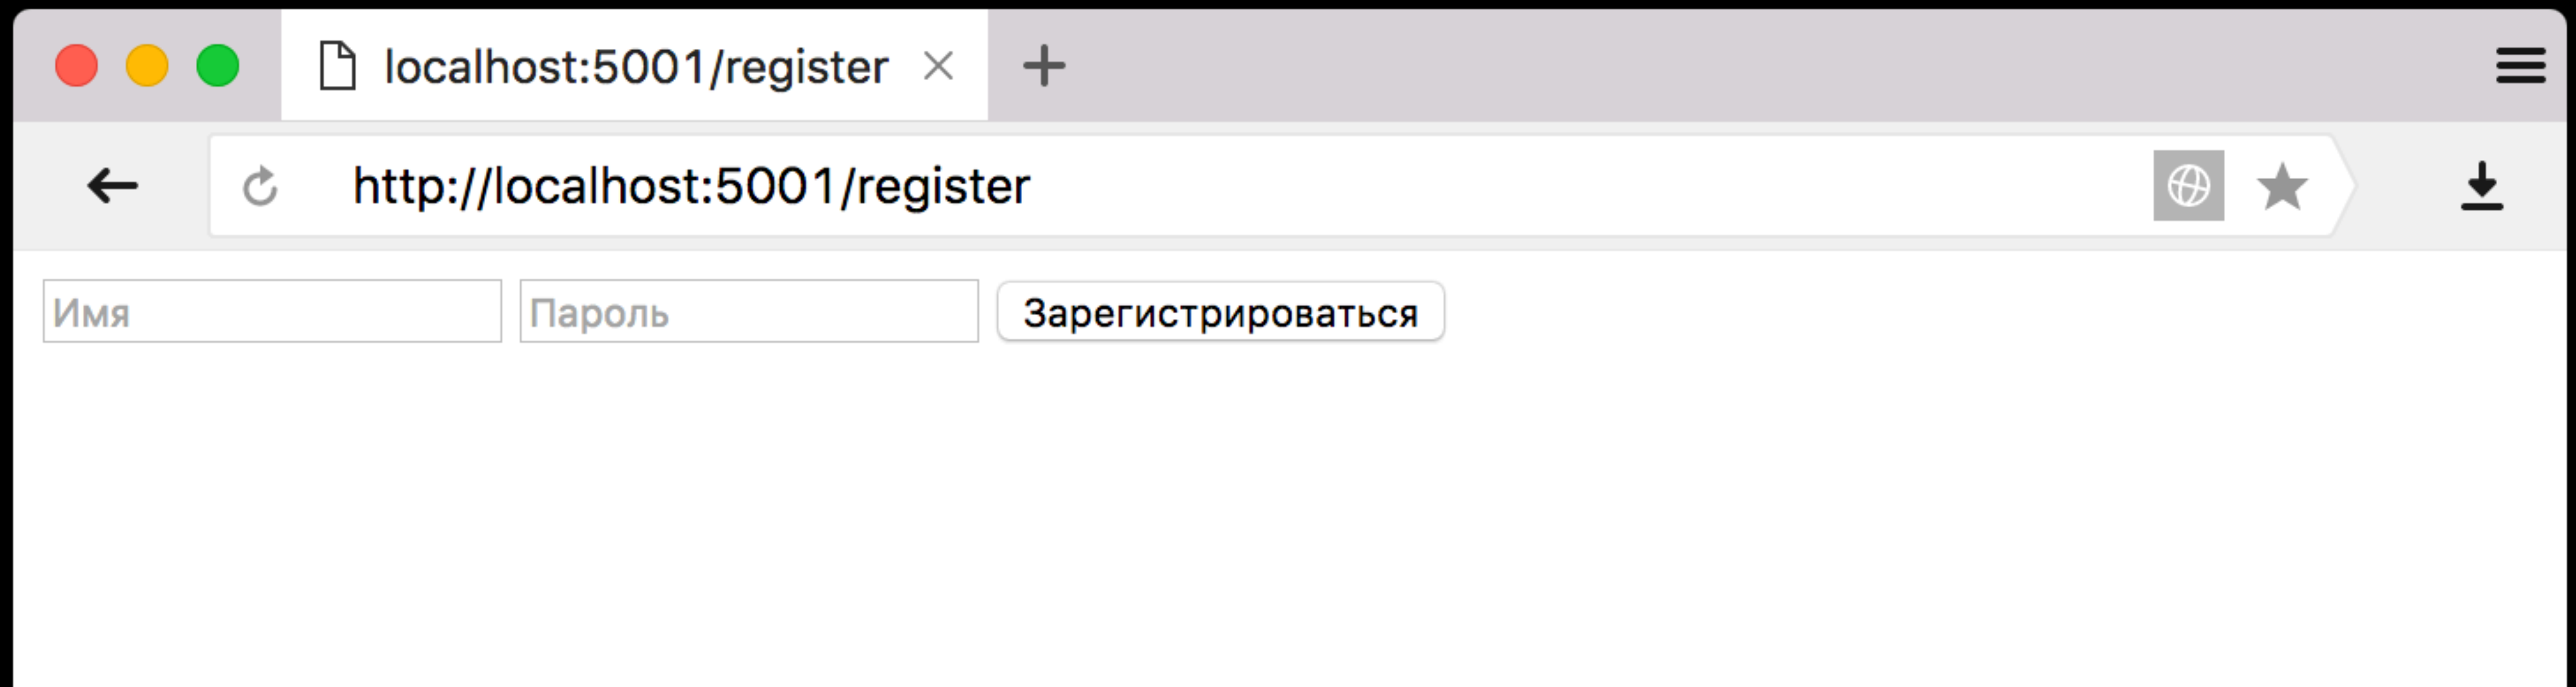 localhost:5001/register
http://localhost:5001/register
Имя Пароль Зарегистрироваться